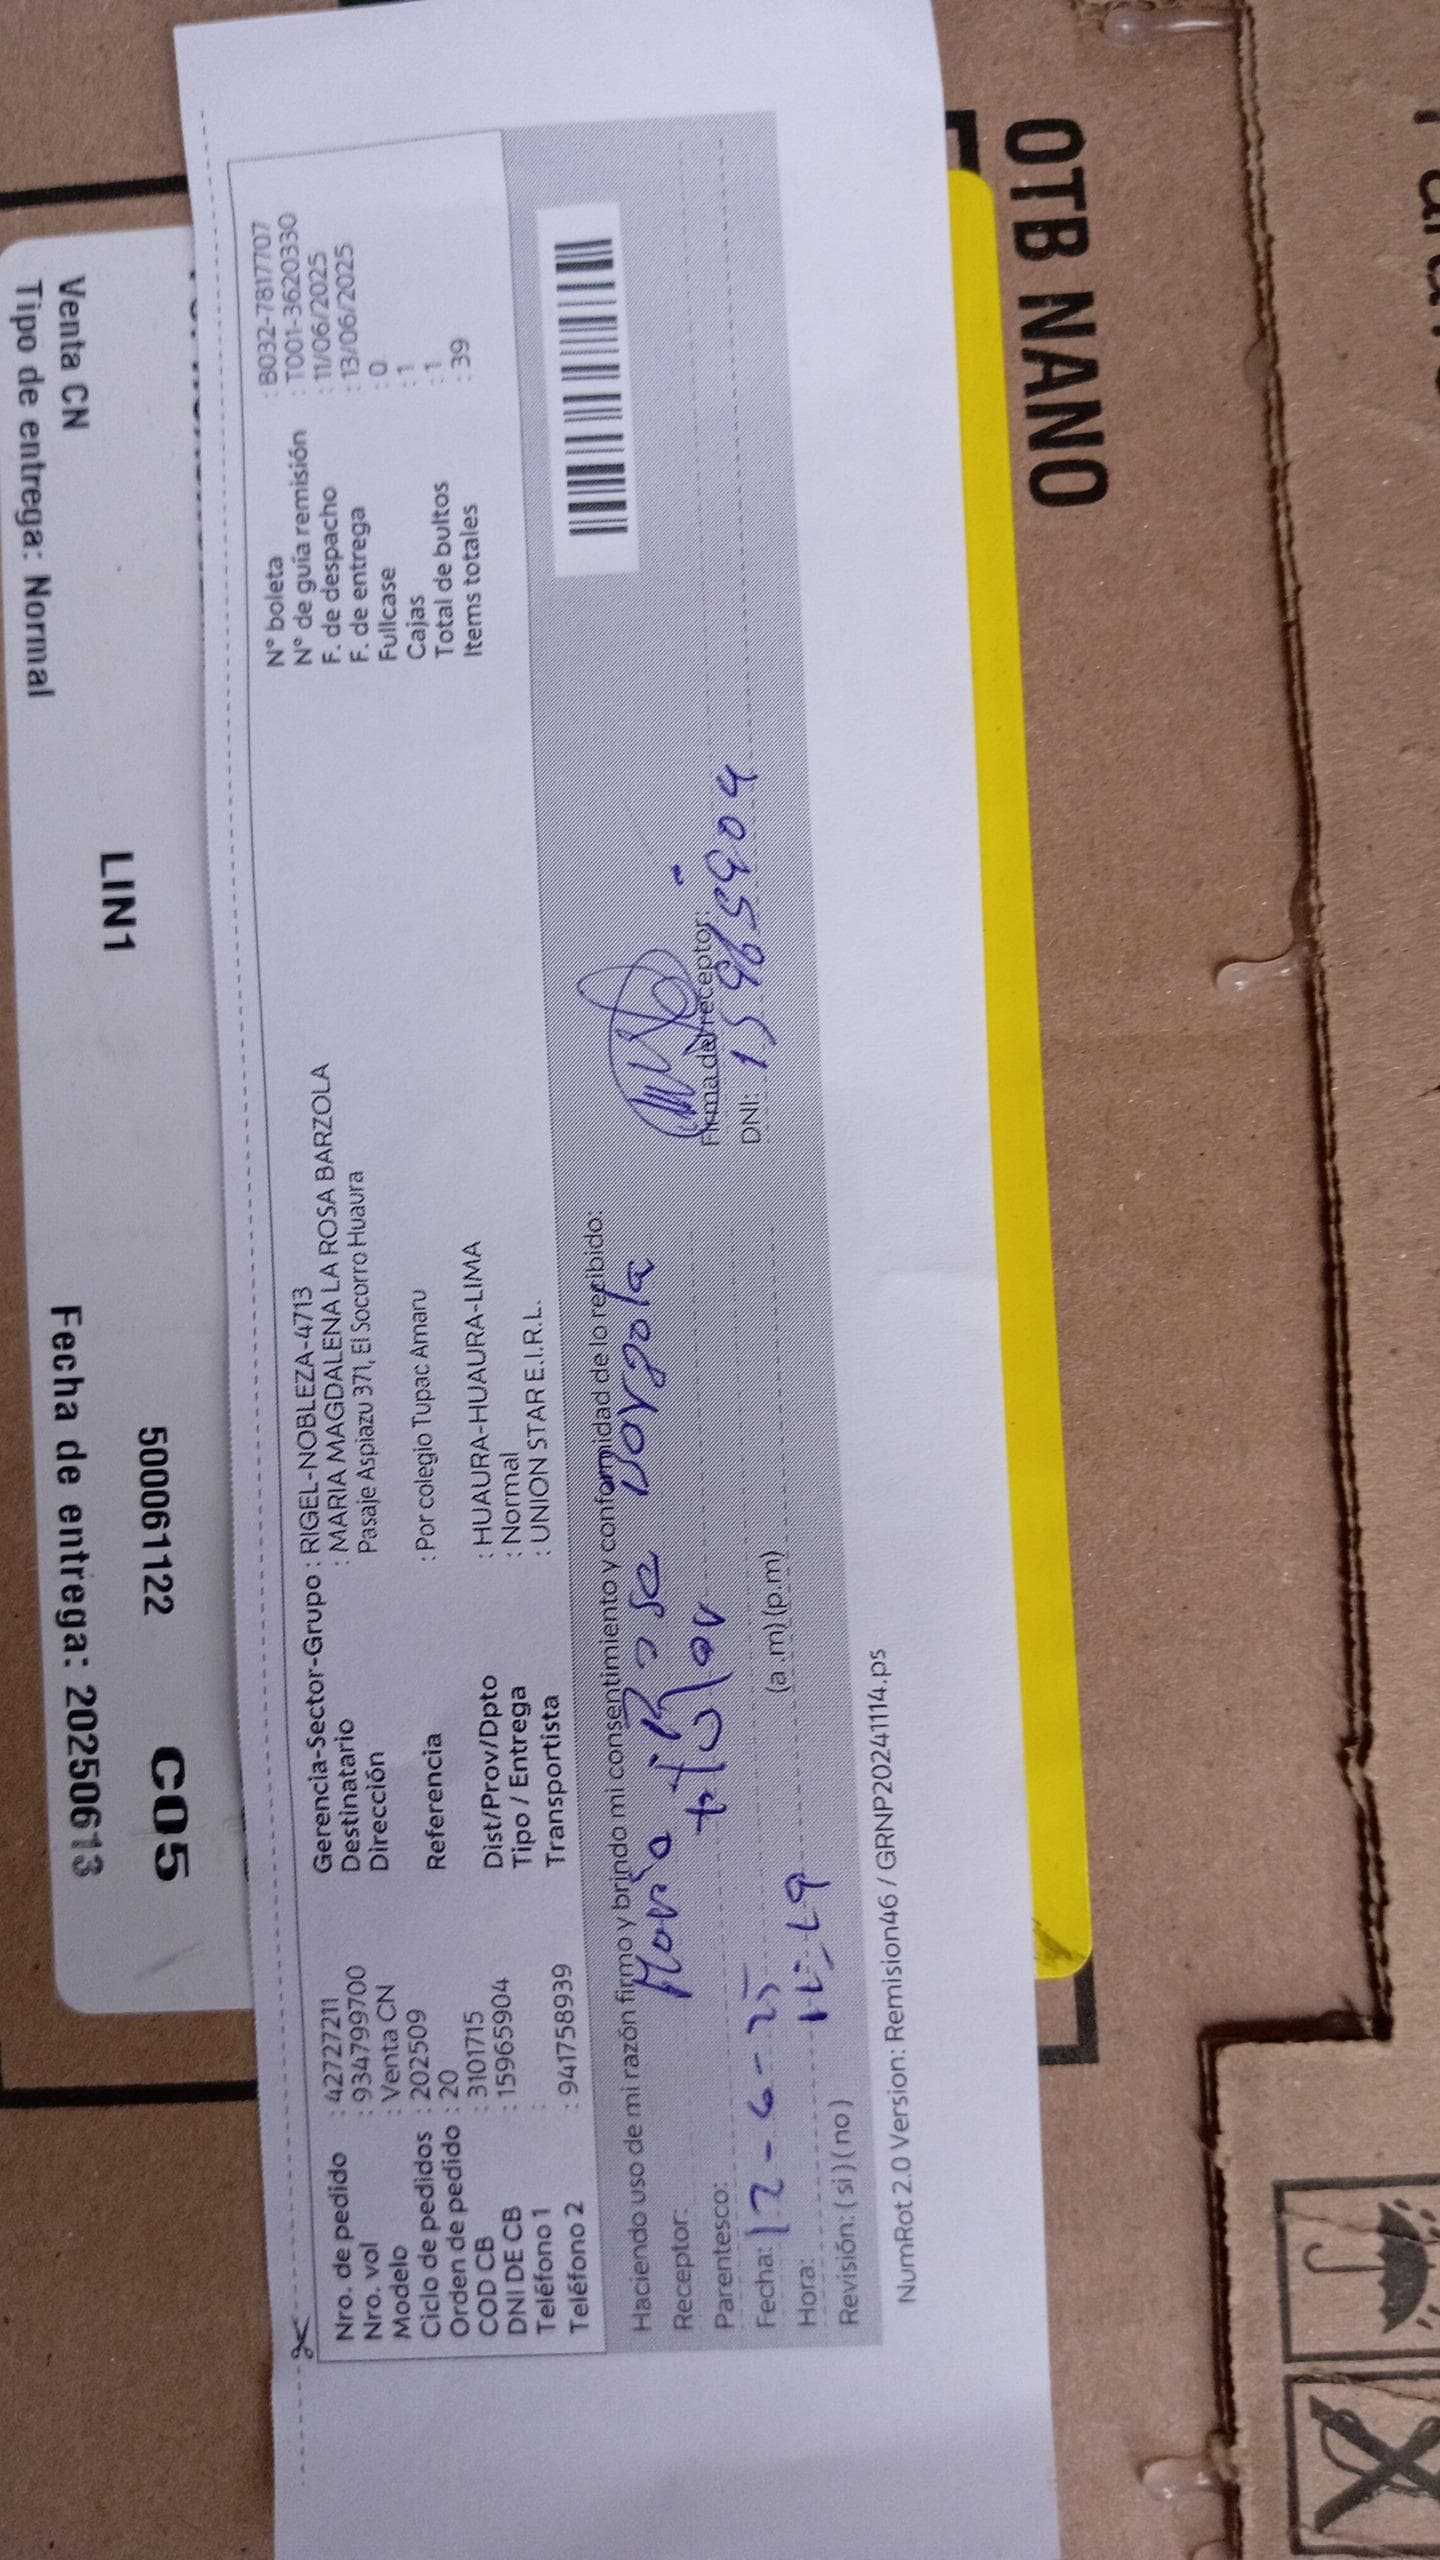 Venta CN
Tipo de entrega: Normal
Fecha de entrega: 20250613
LIN1
500061122
C05
Nro. de pedido : 42727211
Nro. vol : 934799700
Modelo : Venta CN
Ciclo de pedidos : 202509
Orden de pedido : 20
COD CB : 3101715
DNI DE CB : 15965904
Teléfono 1 :
Teléfono 2 : 941758939
Gerencia-Sector-Grupo : RIGEL-NOBLEZA-4713
Destinatario : MARIA MAGDALENA LA ROSA BARZOLA
Dirección Pasaje Aspiazu 371, El Socorro Huaura
Referencia : Por colegio Tupac Amaru
Dist/Prov/Dpto : HUAURA-HUAURA-LIMA
Tipo / Entrega : Normal
Transportista : UNION STAR E.I.R.L.
N° boleta : B032-7817707
N° de guía remisión : T001-3620330
F. de despacho : 11/06/2025
F. de entrega : 13/06/2025
Fullcase : 0
Cajas : 1
Total de bultos : 1
Items totales : 39
Haciendo uso de mi razón firmo y brindo mi consentimiento y conformidad de lo recibido:
Receptor:
Parentesco:
Firma del receptor:
Fecha: 12-6-25
DNI: 15965904
Hora: (a.m) (p.m)
Revisión: ( si ) ( no )
NumRot 2.0 Version: Remision46 / GRNP20241114.ps
OTB NANO